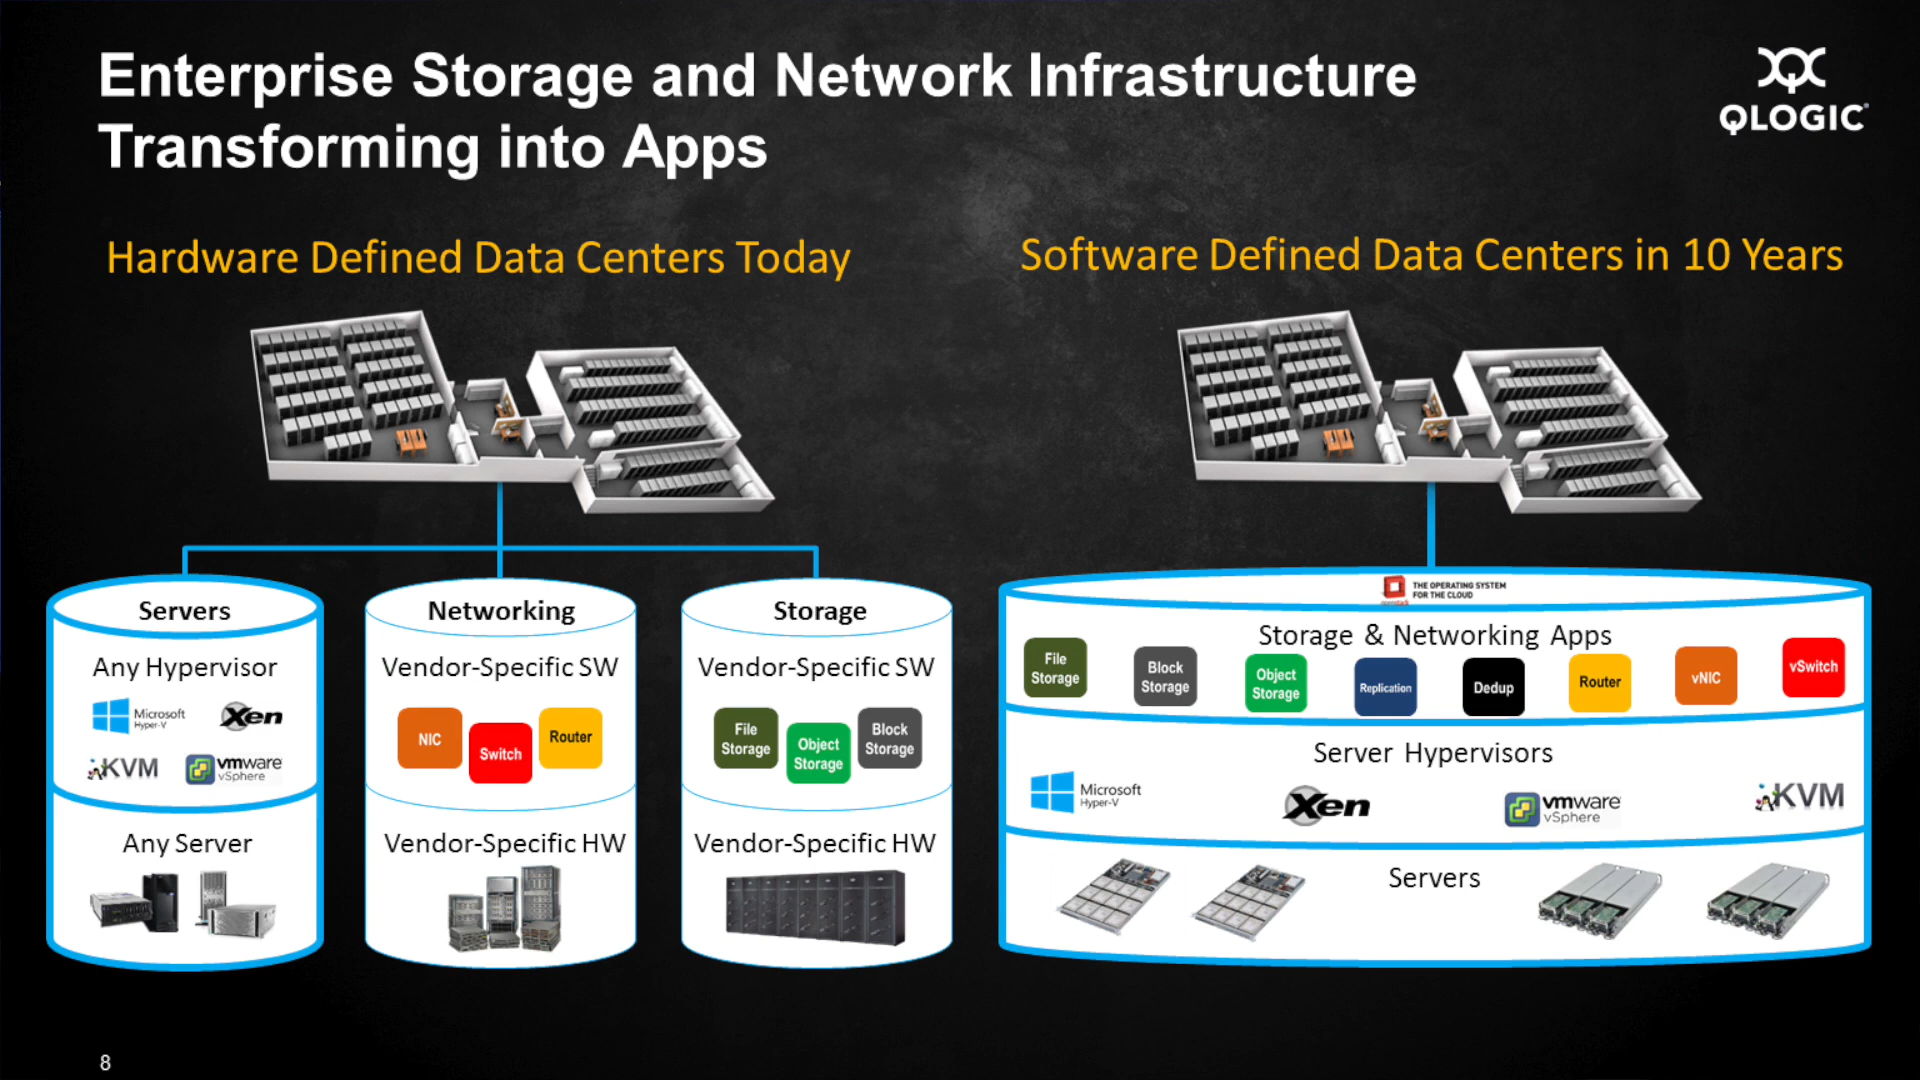 Enterprise Storage and Network Infrastructure
Transforming into Apps
QLOGIC
Hardware Defined Data Centers Today
Software Defined Data Centers in 10 Years
Servers
Any Hypervisor
Microsoft
Hyper-V
Xen
KVM
vmware
vSphere
Any Server
Networking
Vendor-Specific SW
NIC
Switch
Router
Vendor-Specific HW
Storage
Vendor-Specific SW
File
Storage
Object
Storage
Block
Storage
Vendor-Specific HW
openstack
THE OPERATING SYSTEM
FOR THE CLOUD
Storage & Networking Apps
File
Storage
Block
Storage
Object
Storage
Replication
Dedup
Router
vNIC
vSwitch
Server Hypervisors
Microsoft
Hyper-V
Xen
vmware
vSphere
KVM
Servers
8